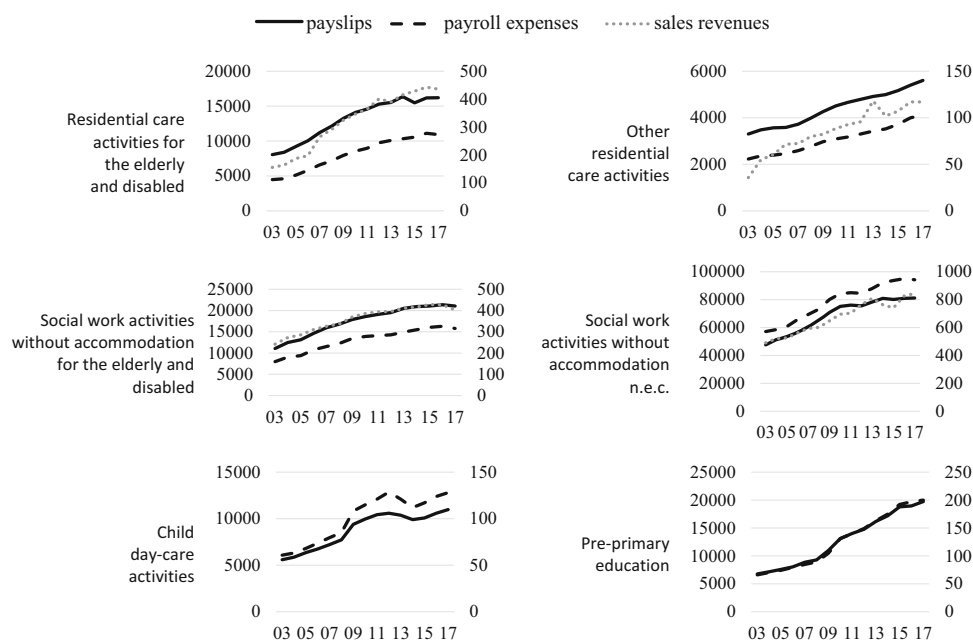 payslips payroll expenses sales revenues
Residential care
activities for
the elderly
and disabled
20000
15000
10000
5000
0
500
400
300
200
100
0
03 05 07 09 11 13 15 17
Other
residential
care activities
6000
4000
2000
0
150
100
50
0
03 05 07 09 11 13 15 17
Social work activities
without accommodation
for the elderly and
disabled
25000
20000
15000
10000
5000
0
500
400
300
200
100
0
03 05 07 09 11 13 15 17
Social work
activities without
accommodation
n.e.c.
100000
80000
60000
40000
20000
0
1000
800
600
400
200
0
03 05 07 09 11 13 15 17
Child
day-care
activities
15000
10000
5000
0
150
100
50
0
03 05 07 09 11 13 15 17
Pre-primary
education
25000
20000
15000
10000
5000
0
250
200
150
100
50
0
03 05 07 09 11 13 15 17